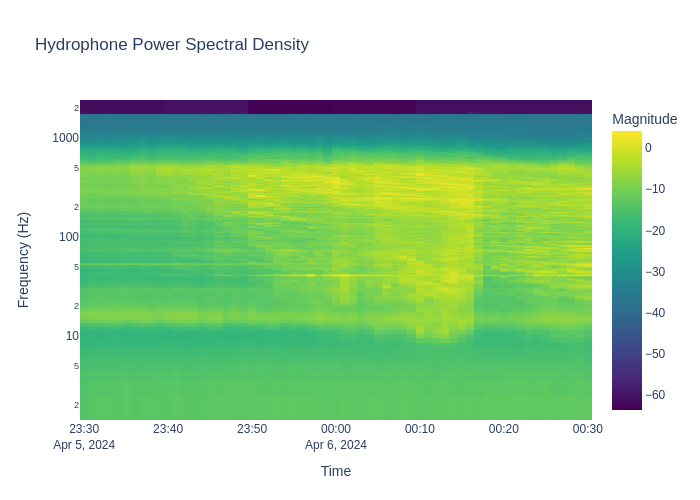 Hydrophone Power Spectral Density
Magnitude
2
1000
5
2
100
5
2
10
5
2
Frequency (Hz)
0
−10
−20
−30
−40
−50
−60
23:30 23:40 23:50 00:00 00:10 00:20 00:30
Apr 5, 2024 Apr 6, 2024
Time